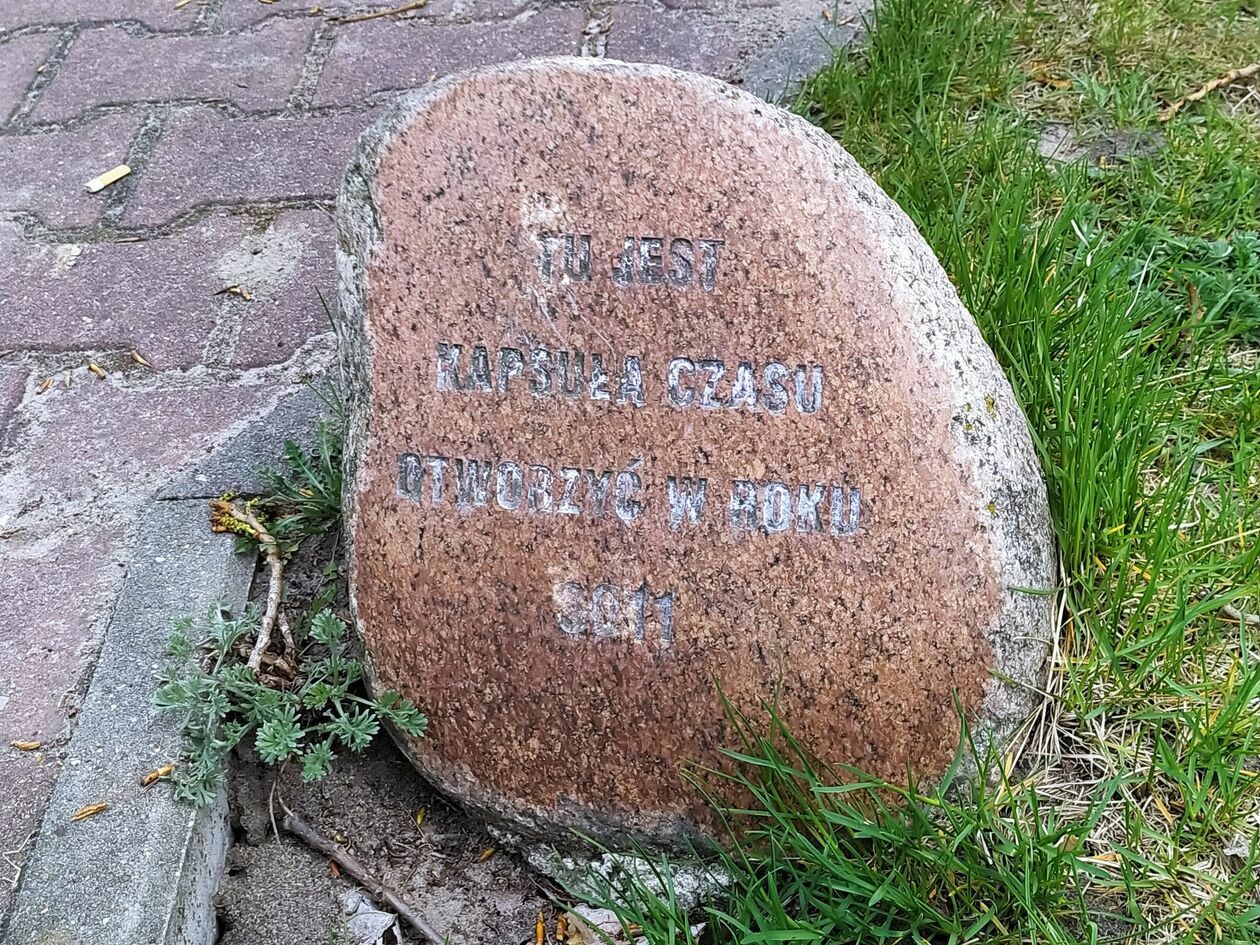 TU JEST
KAPSUŁA CZASU
OTWORZYĆ W ROKU
3011